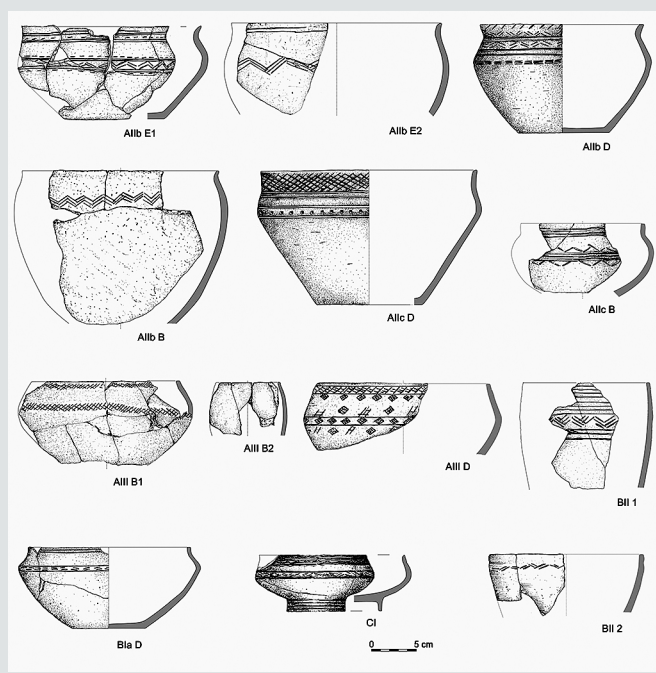 AIIb E1
AIIb E2
AIIb D
AIIb B
AIIc D
AIIc B
AIII B1
AIII B2
AIII D
BII 1
BIa D
CI
BII 2
0 5 cm